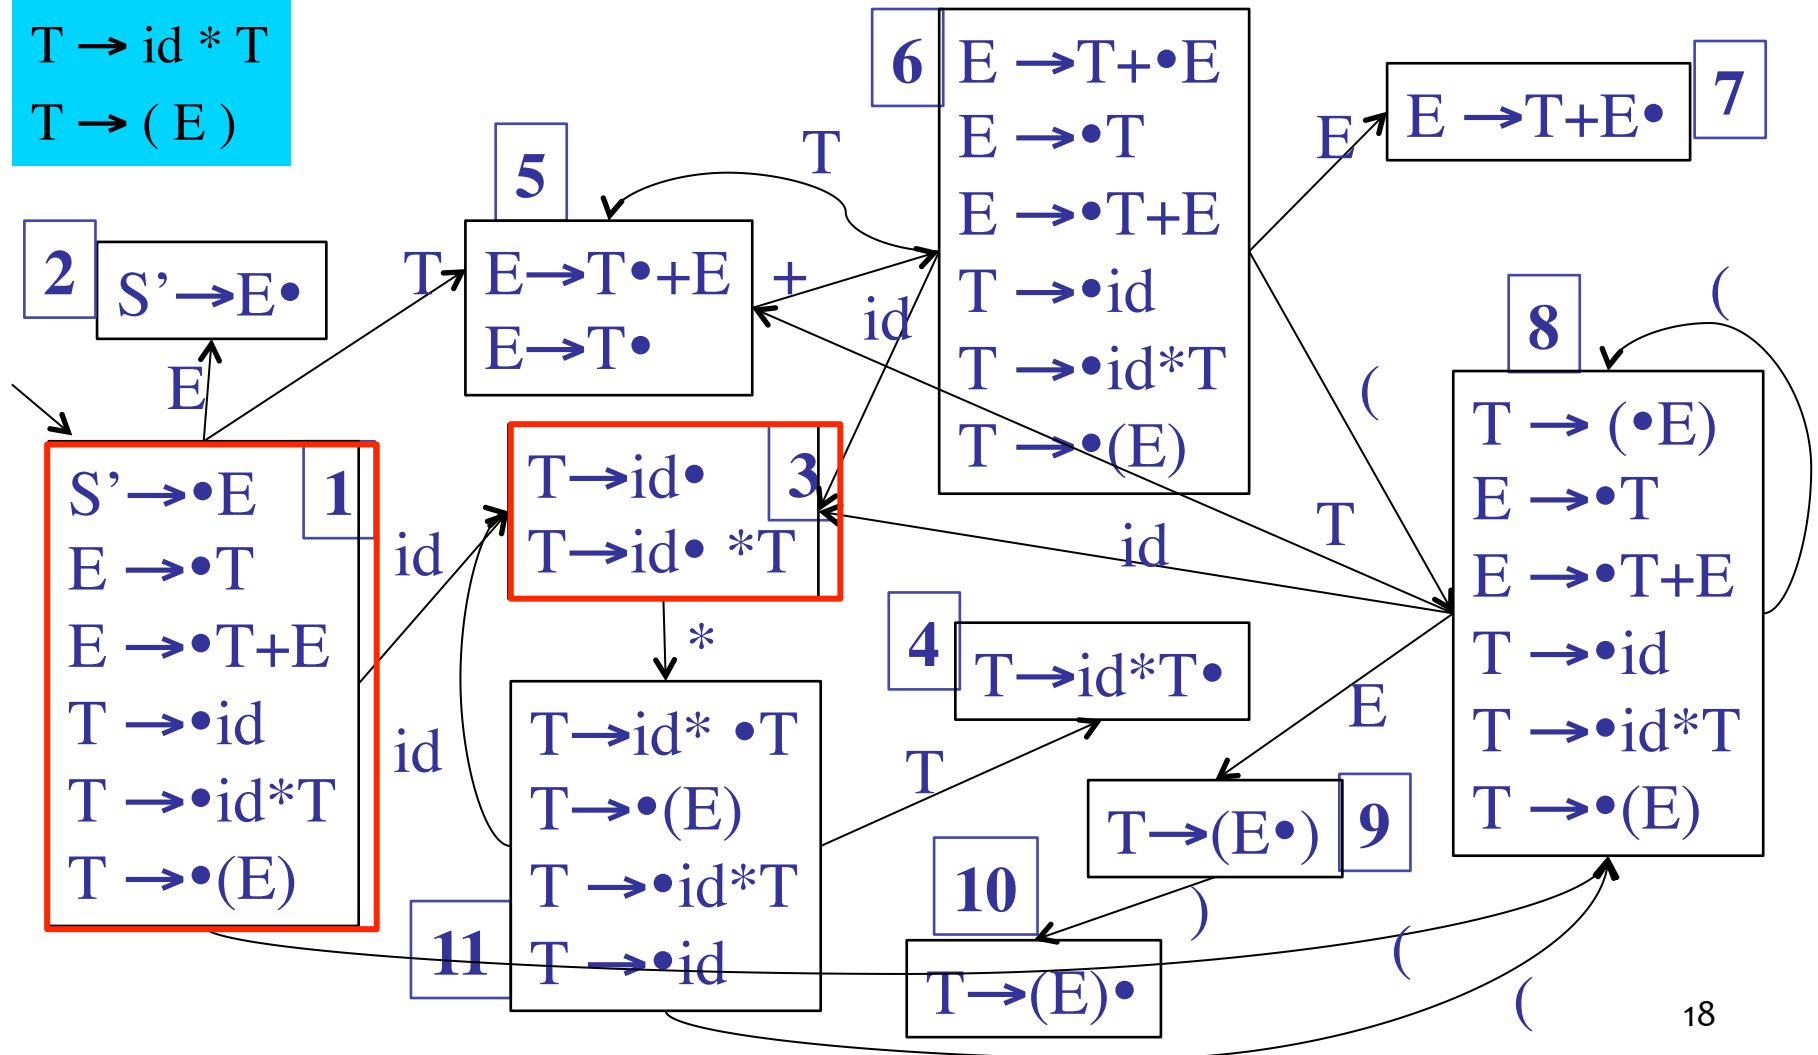 T → id * T
T → ( E )
6
E →T+•E
E →•T
E →•T+E
T →•id
T →•id*T
T →•(E)
E
E →T+E•
7
T
5
E→T•+E
E→T•
+
id
2
S’→E•
E
T
1
S’→•E
E →•T
E →•T+E
T →•id
T →•id*T
T →•(E)
id
id
3
T→id•
T→id• *T
*
id
T
(
(
8
T → (•E)
E →•T
E →•T+E
T →•id
T →•id*T
T →•(E)
4
T→id*T•
T
E
11
T→id* •T
T→•(E)
T →•id*T
T →•id
T→(E•)
9
)
10
T→(E)•
(
(
18